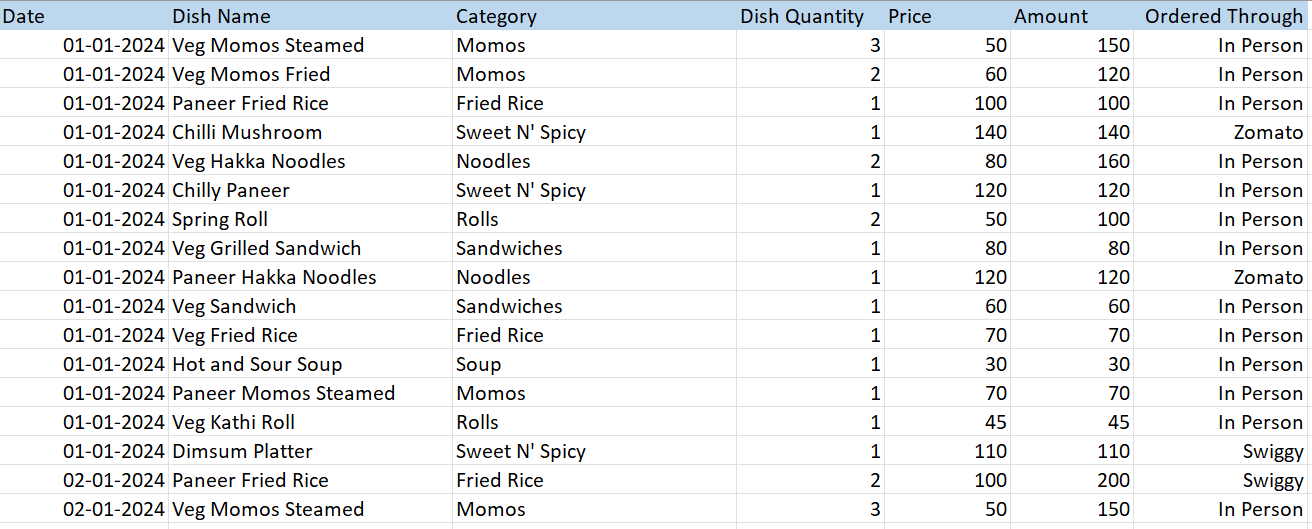 Date Dish Name Category Dish Quantity Price Amount Ordered Through
01-01-2024 Veg Momos Steamed Momos 3 50 150 In Person
01-01-2024 Veg Momos Fried Momos 2 60 120 In Person
01-01-2024 Paneer Fried Rice Fried Rice 1 100 100 In Person
01-01-2024 Chilli Mushroom Sweet N' Spicy 1 140 140 Zomato
01-01-2024 Veg Hakka Noodles Noodles 2 80 160 In Person
01-01-2024 Chilly Paneer Sweet N' Spicy 1 120 120 In Person
01-01-2024 Spring Roll Rolls 2 50 100 In Person
01-01-2024 Veg Grilled Sandwich Sandwiches 1 80 80 In Person
01-01-2024 Paneer Hakka Noodles Noodles 1 120 120 Zomato
01-01-2024 Veg Sandwich Sandwiches 1 60 60 In Person
01-01-2024 Veg Fried Rice Fried Rice 1 70 70 In Person
01-01-2024 Hot and Sour Soup Soup 1 30 30 In Person
01-01-2024 Paneer Momos Steamed Momos 1 70 70 In Person
01-01-2024 Veg Kathi Roll Rolls 1 45 45 In Person
01-01-2024 Dimsum Platter Sweet N' Spicy 1 110 110 Swiggy
02-01-2024 Paneer Fried Rice Fried Rice 2 100 200 Swiggy
02-01-2024 Veg Momos Steamed Momos 3 50 150 In Person